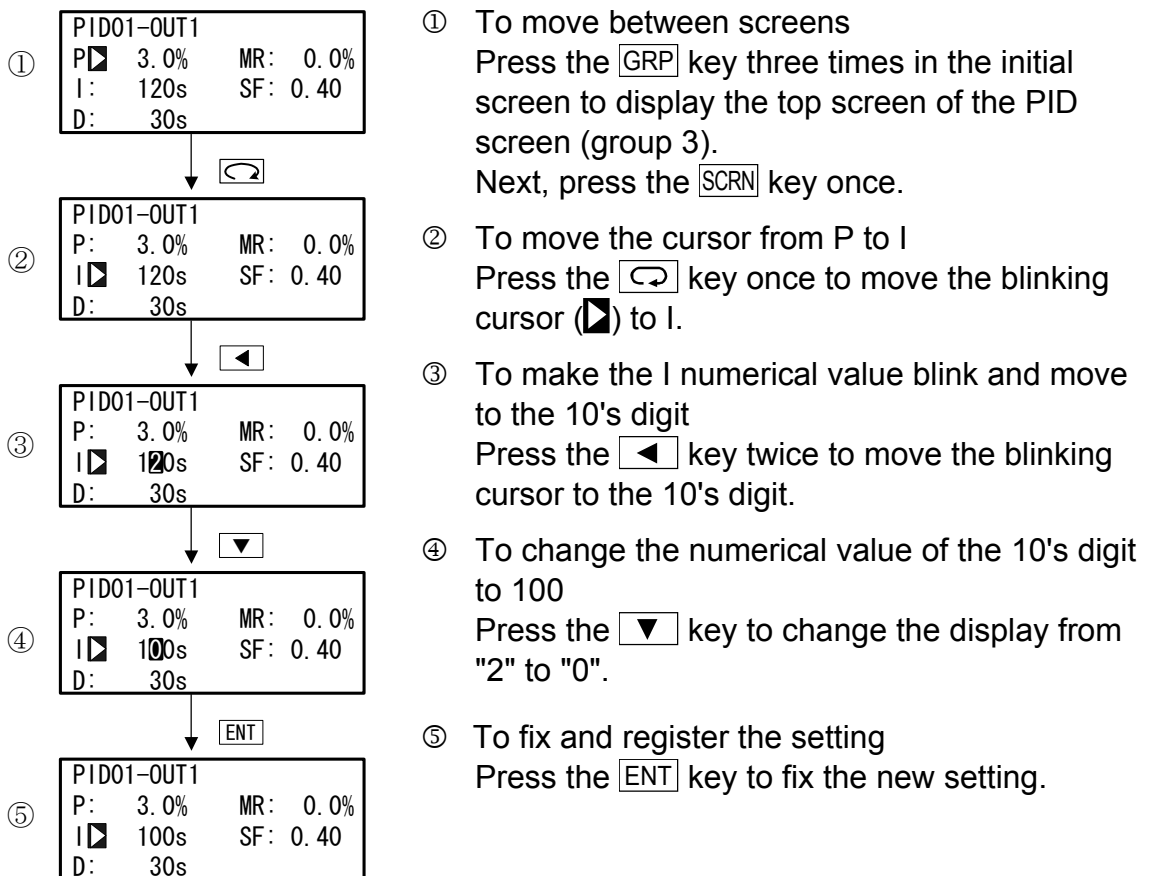 ①
PID01-OUT1
P 3.0% MR: 0.0%
I: 120s SF: 0.40
D: 30s
②
PID01-OUT1
P: 3.0% MR: 0.0%
I 120s SF: 0.40
D: 30s
③
PID01-OUT1
P: 3.0% MR: 0.0%
I 120s SF: 0.40
D: 30s
④
PID01-OUT1
P: 3.0% MR: 0.0%
I 100s SF: 0.40
D: 30s
ENT
⑤
PID01-OUT1
P: 3.0% MR: 0.0%
I 100s SF: 0.40
D: 30s
① To move between screens
Press the GRP key three times in the initial
screen to display the top screen of the PID
screen (group 3).
Next, press the SCRN key once.
② To move the cursor from P to I
Press the key once to move the blinking
cursor ( ) to I.
③ To make the I numerical value blink and move
to the 10's digit
Press the ◀ key twice to move the blinking
cursor to the 10's digit.
④ To change the numerical value of the 10's digit
to 100
Press the ▼ key to change the display from
"2" to "0".
⑤ To fix and register the setting
Press the ENT key to fix the new setting.